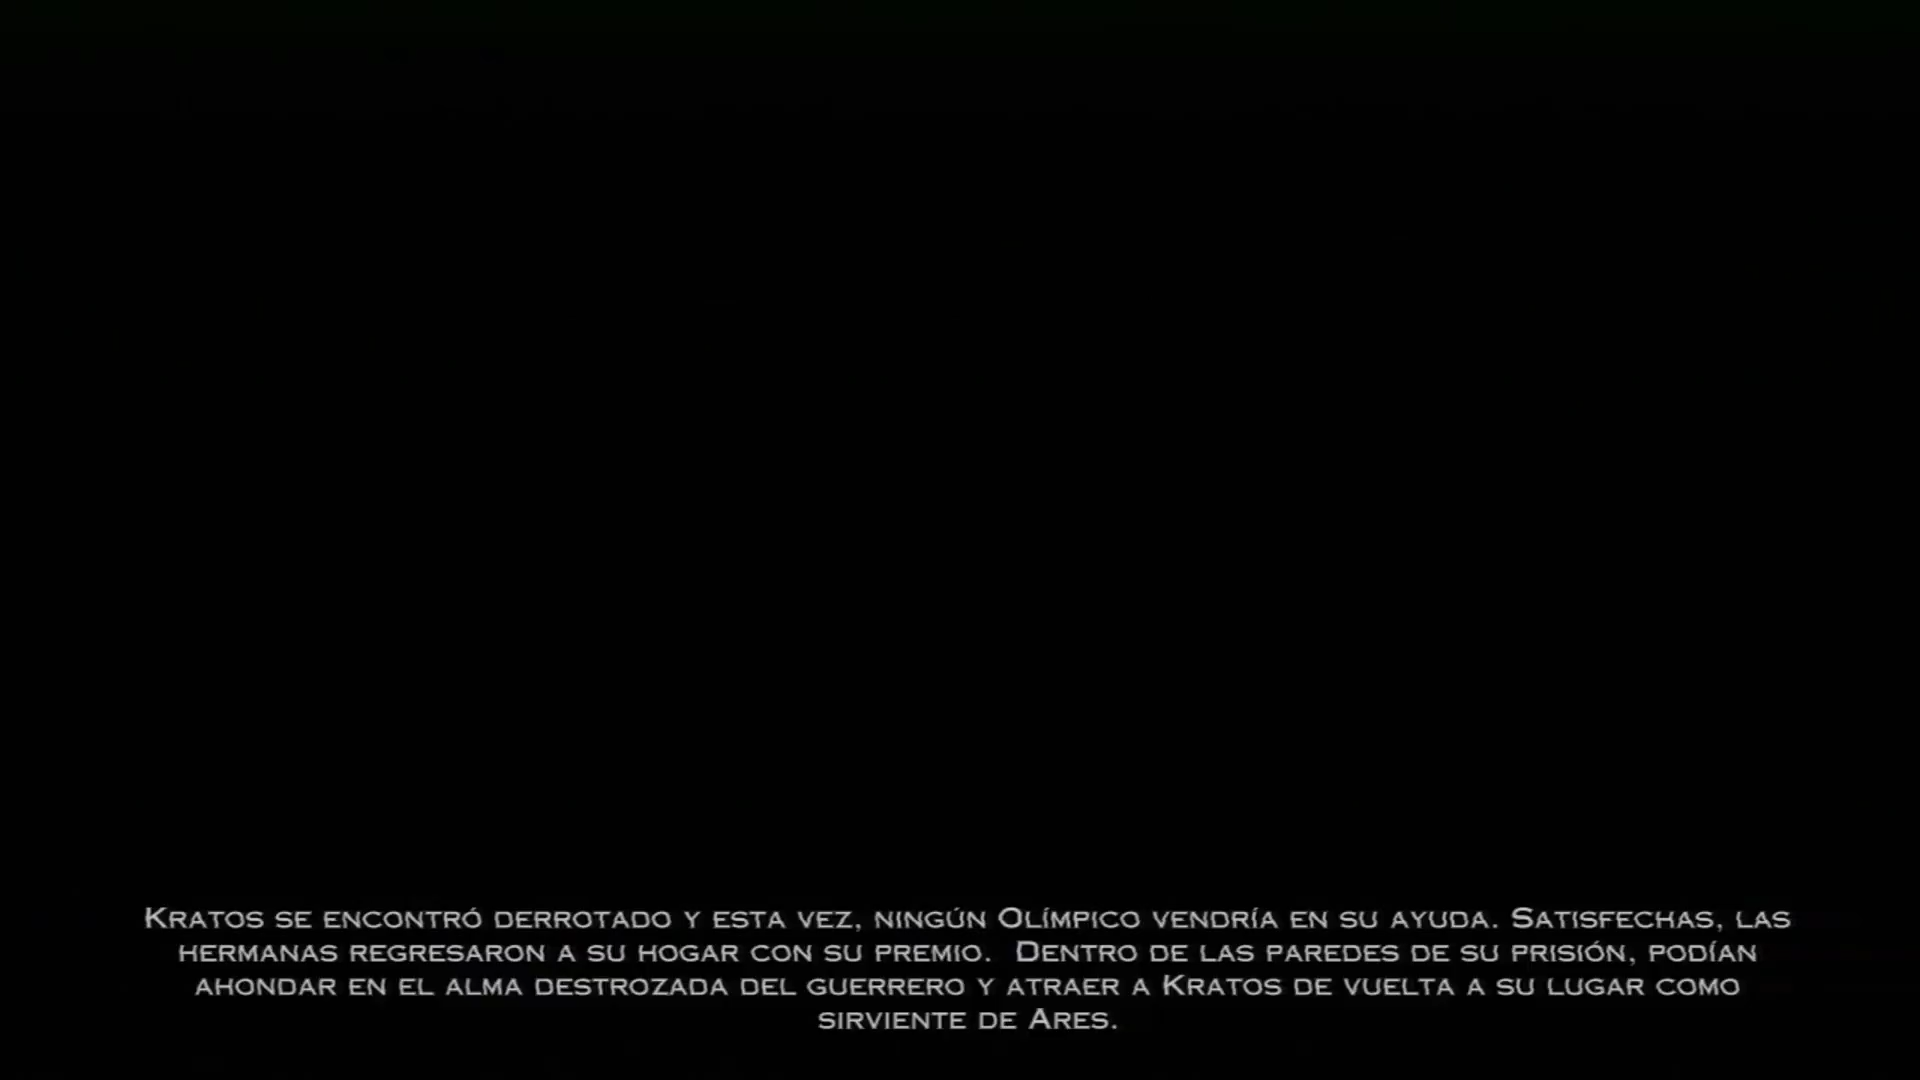 Kratos se encontró derrotado y esta vez, ningún Olímpico vendría en su ayuda. Satisfechas, las
hermanas regresaron a su hogar con su premio.  Dentro de las paredes de su prisión, podían
ahondar en el alma destrozada del guerrero y atraer a Kratos de vuelta a su lugar como
sirviente de Ares.